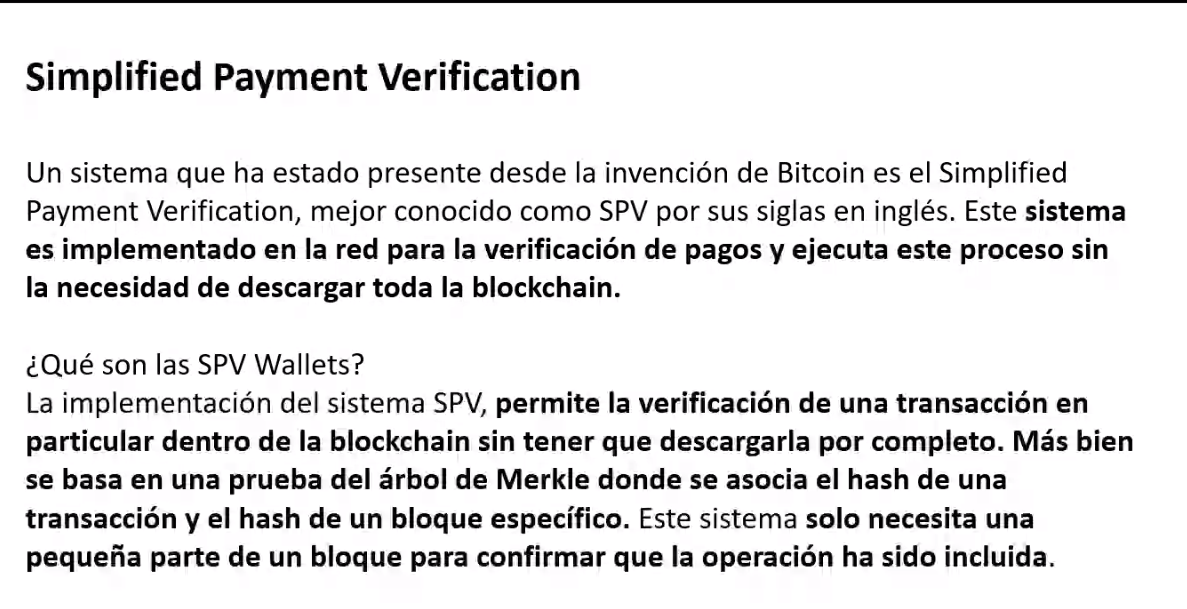 Simplified Payment Verification
Un sistema que ha estado presente desde la invención de Bitcoin es el Simplified
Payment Verification, mejor conocido como SPV por sus siglas en inglés. Este sistema
es implementado en la red para la verificación de pagos y ejecuta este proceso sin
la necesidad de descargar toda la blockchain.
¿Qué son las SPV Wallets?
La implementación del sistema SPV, permite la verificación de una transacción en
particular dentro de la blockchain sin tener que descargarla por completo. Más bien
se basa en una prueba del árbol de Merkle donde se asocia el hash de una
transacción y el hash de un bloque específico. Este sistema solo necesita una
pequeña parte de un bloque para confirmar que la operación ha sido incluida.